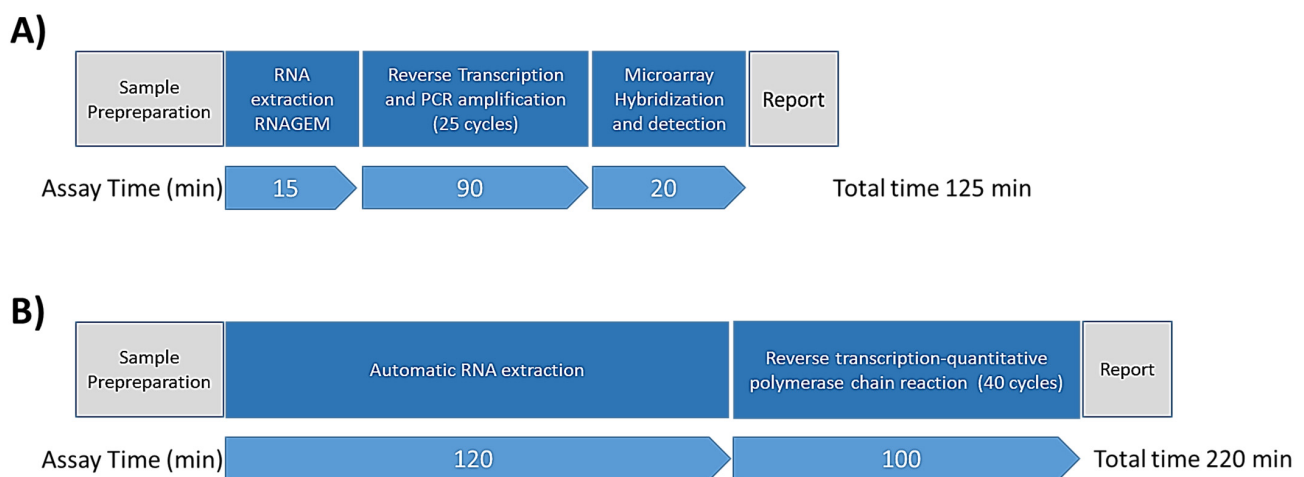 A)
Sample
Prepreparation
RNA
extraction
RNAGEM
Reverse Transcription
and PCR amplification
(25 cycles)
Microarray
Hybridization
and detection
Report
Assay Time (min)
15
90
20
Total time 125 min
B)
Sample
Prepreparation
Automatic RNA extraction
Reverse transcription-quantitative
polymerase chain reaction (40 cycles)
Report
Assay Time (min)
120
100
Total time 220 min